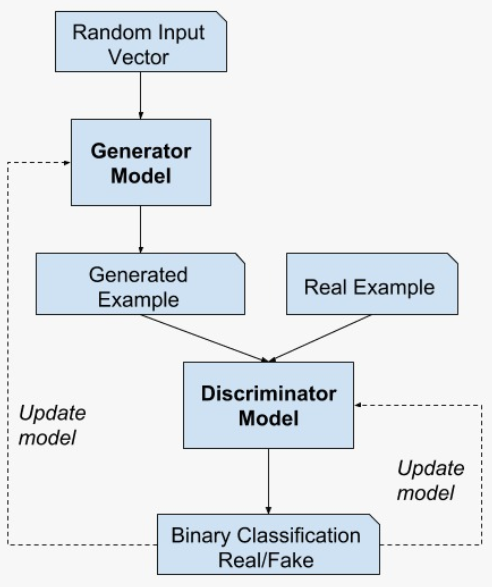 Random Input
Vector
Generator
Model
Generated
Example
Real Example
Discriminator
Model
Update
model
Update
model
Binary Classification
Real/Fake